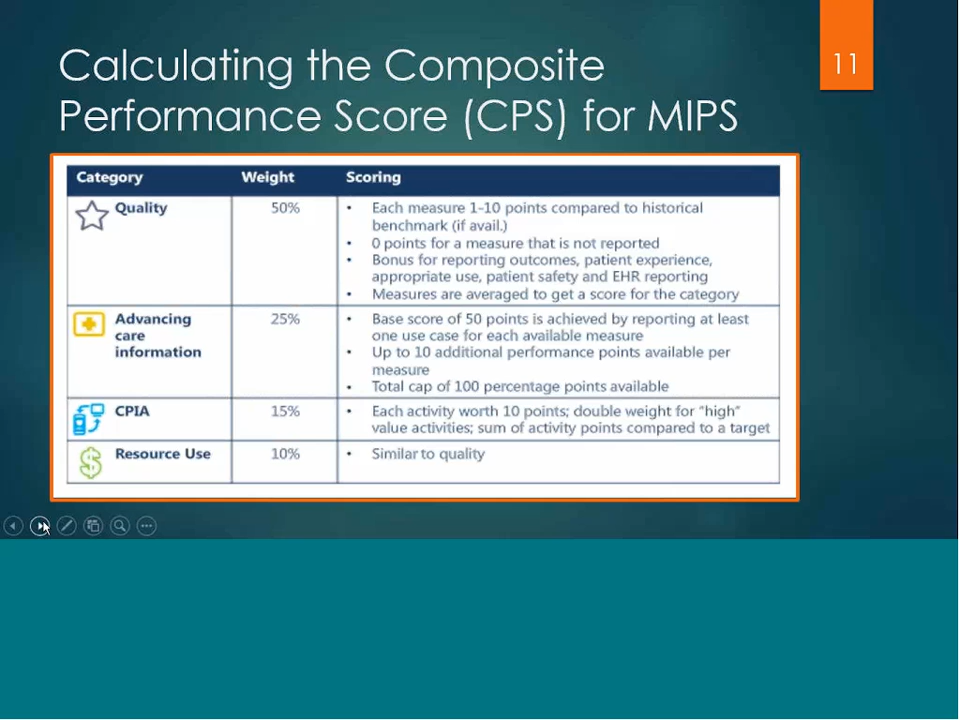 Calculating the Composite
Performance Score (CPS) for MIPS
11
Category Weight Scoring
Quality 50% • Each measure 1-10 points compared to historical
benchmark (if avail.)
• 0 points for a measure that is not reported
• Bonus for reporting outcomes, patient experience,
appropriate use, patient safety and EHR reporting
• Measures are averaged to get a score for the category
Advancing 25% • Base score of 50 points is achieved by reporting at least
care one use case for each available measure
information • Up to 10 additional performance points available per
measure
• Total cap of 100 percentage points available
CPIA 15% • Each activity worth 10 points; double weight for "high"
value activities; sum of activity points compared to a target
Resource Use 10% • Similar to quality